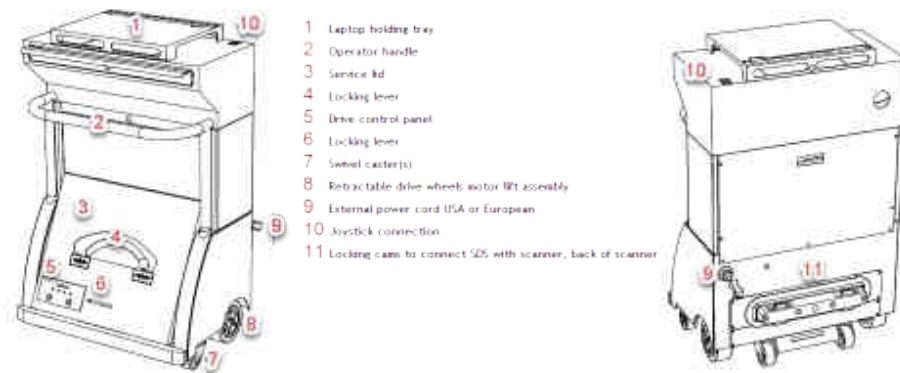 1 Laptop holding tray
2 Operator handle
3 Service lid
4 Locking lever
5 Drive control panel
6 Locking lever
7 Swivel caster(s)
8 Retractable drive wheels motor lift assembly
9 External power cord USA or European
10 Joystick connection
11 Locking cams to connect SDS with scanner, back of scanner
1
10
2
3
4
9
5
6
8
7
10
9
11